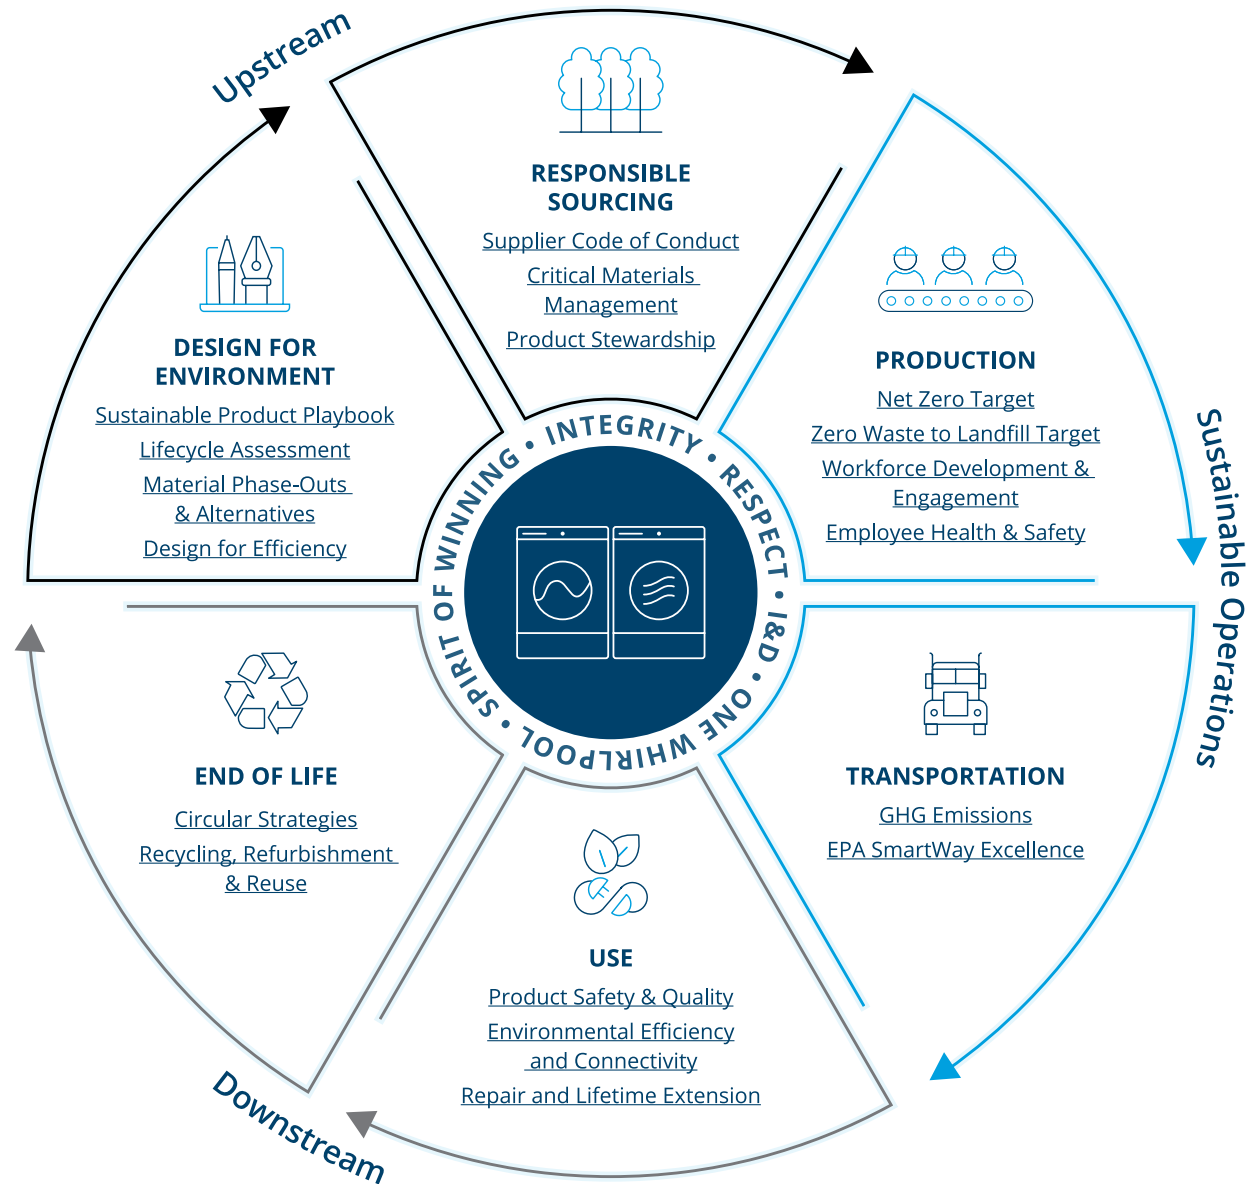 Upstream
RESPONSIBLE
SOURCING
Supplier Code of Conduct
Critical Materials
Management
Product Stewardship
PRODUCTION
Net Zero Target
Zero Waste to Landfill Target
Workforce Development &
Engagement
Employee Health & Safety
Sustainable Operations
TRANSPORTATION
GHG Emissions
EPA SmartWay Excellence
USE
Product Safety & Quality
Environmental Efficiency
and Connectivity
Repair and Lifetime Extension
Downstream
END OF LIFE
Circular Strategies
Recycling, Refurbishment
& Reuse
DESIGN FOR
ENVIRONMENT
Sustainable Product Playbook
Lifecycle Assessment
Material Phase-Outs
& Alternatives
Design for Efficiency
INTEGRITY • RESPECT • I&D • ONE WHIRLPOOL • SPIRIT OF WINNING •